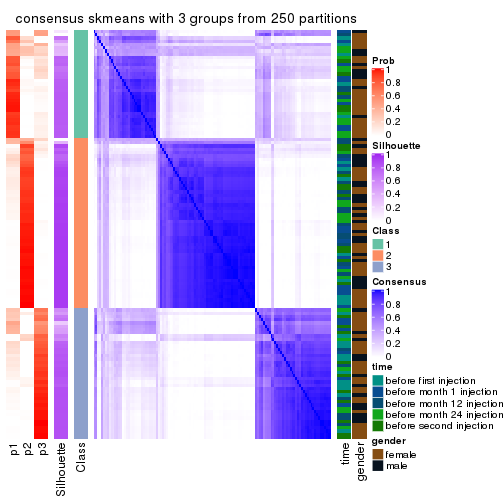 consensus skmeans with 3 groups from 250 partitions
Prob
1
0.8
0.6
0.4
0.2
0
Silhouette
1
0.8
0.6
0.4
0.2
0
Class
1
2
3
Consensus
1
0.8
0.6
0.4
0.2
0
time
before first injection
before month 1 injection
before month 12 injection
before month 24 injection
before second injection
gender
female
male
p1
p2
p3
Silhouette
Class
time
gender